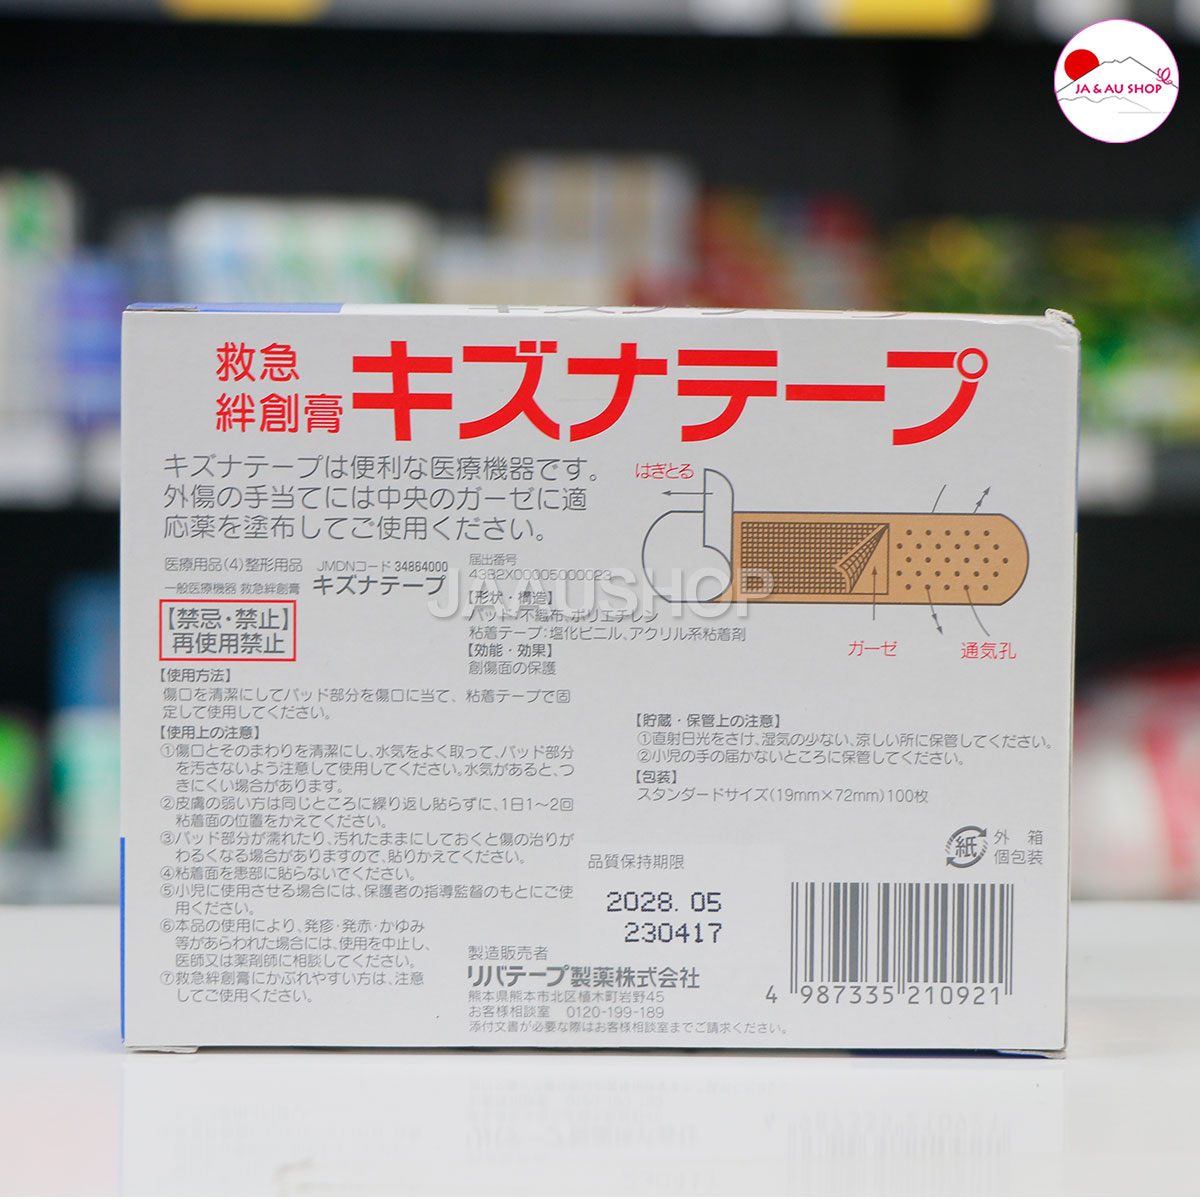 JA & AU SHOP
救急
絆創膏
キズナテープ
キズナテープは便利な医療機器です。
外傷の手当てには中央のガーゼに適
応薬を塗布してご使用ください。
はぎとる
ガーゼ
通気孔
医療用品(4)整形用品 JMDNコード 34864000
一般医療機器 救急絆創膏 キズナテープ
届出番号
43B2X00005000023
JAAUSHOP
【禁忌・禁止】
再使用禁止
【形状・構造】
パッド:不織布、ポリエチレン
粘着テープ:塩化ビニル、アクリル系粘着剤
【効能・効果】
創傷面の保護
【使用方法】
傷口を清潔にしてパッド部分を傷口に当て、粘着テープで固
定して使用してください。
【使用上の注意】
①傷口とそのまわりを清潔にし、水気をよく取って、パッド部分
を汚さないよう注意して使用してください。水気があると、つ
きにくい場合があります。
②皮膚の弱い方は同じところに繰り返し貼らずに、1日1～2回
粘着面の位置をかえてください。
③パッド部分が濡れたり、汚れたままにしておくと傷の治りが
わるくなる場合がありますので、貼りかえてください。
④粘着面を患部に貼らないでください。
⑤小児に使用させる場合には、保護者の指導監督のもとにご使
用ください。
⑥本品の使用により、発疹・発赤・かゆみ
等があらわれた場合には、使用を中止し、
医師又は薬剤師に相談してください。
⑦救急絆創膏にかぶれやすい方は、注意
してご使用ください。
【貯蔵・保管上の注意】
①直射日光をさけ、湿気の少ない、涼しい所に保管してください。
②小児の手の届かないところに保管してください。
【包装】
スタンダードサイズ(19mm×72mm)100枚
紙
外 箱
個包装
品質保持期限
2028.05
230417
製造販売者
リバテープ製薬株式会社
熊本県熊本市北区植木町岩野45
お客様相談室 0120-199-189
添付文書が必要な際はお客様相談室までご請求ください。
4 987335 210921